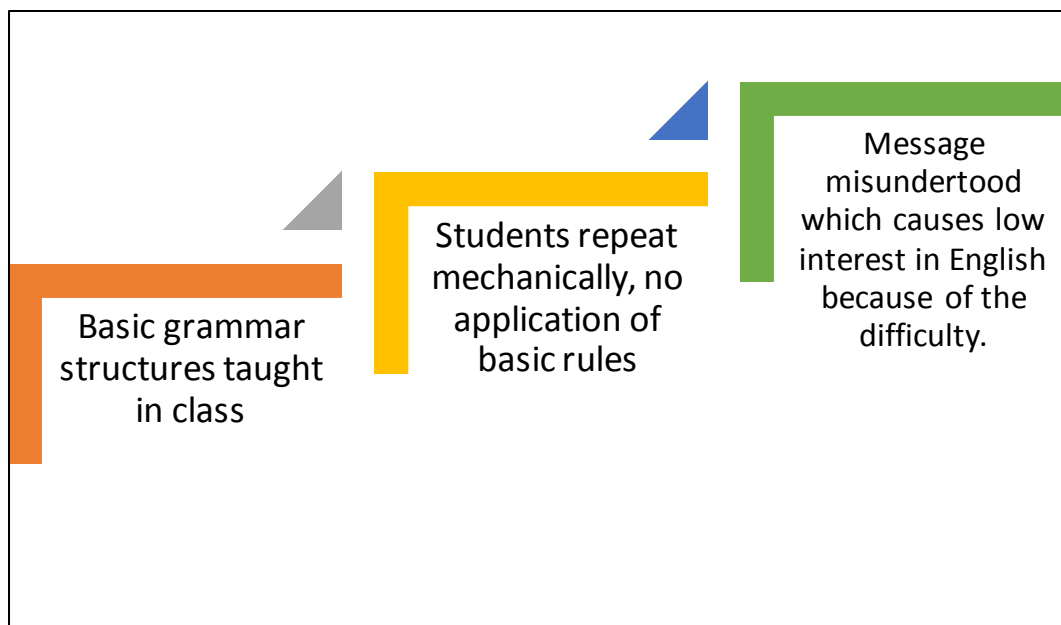 Basic grammar
structures taught
in class
Students repeat
mechanically, no
application of
basic rules
Message
misundertood
which causes low
interest in English
because of the
difficulty.